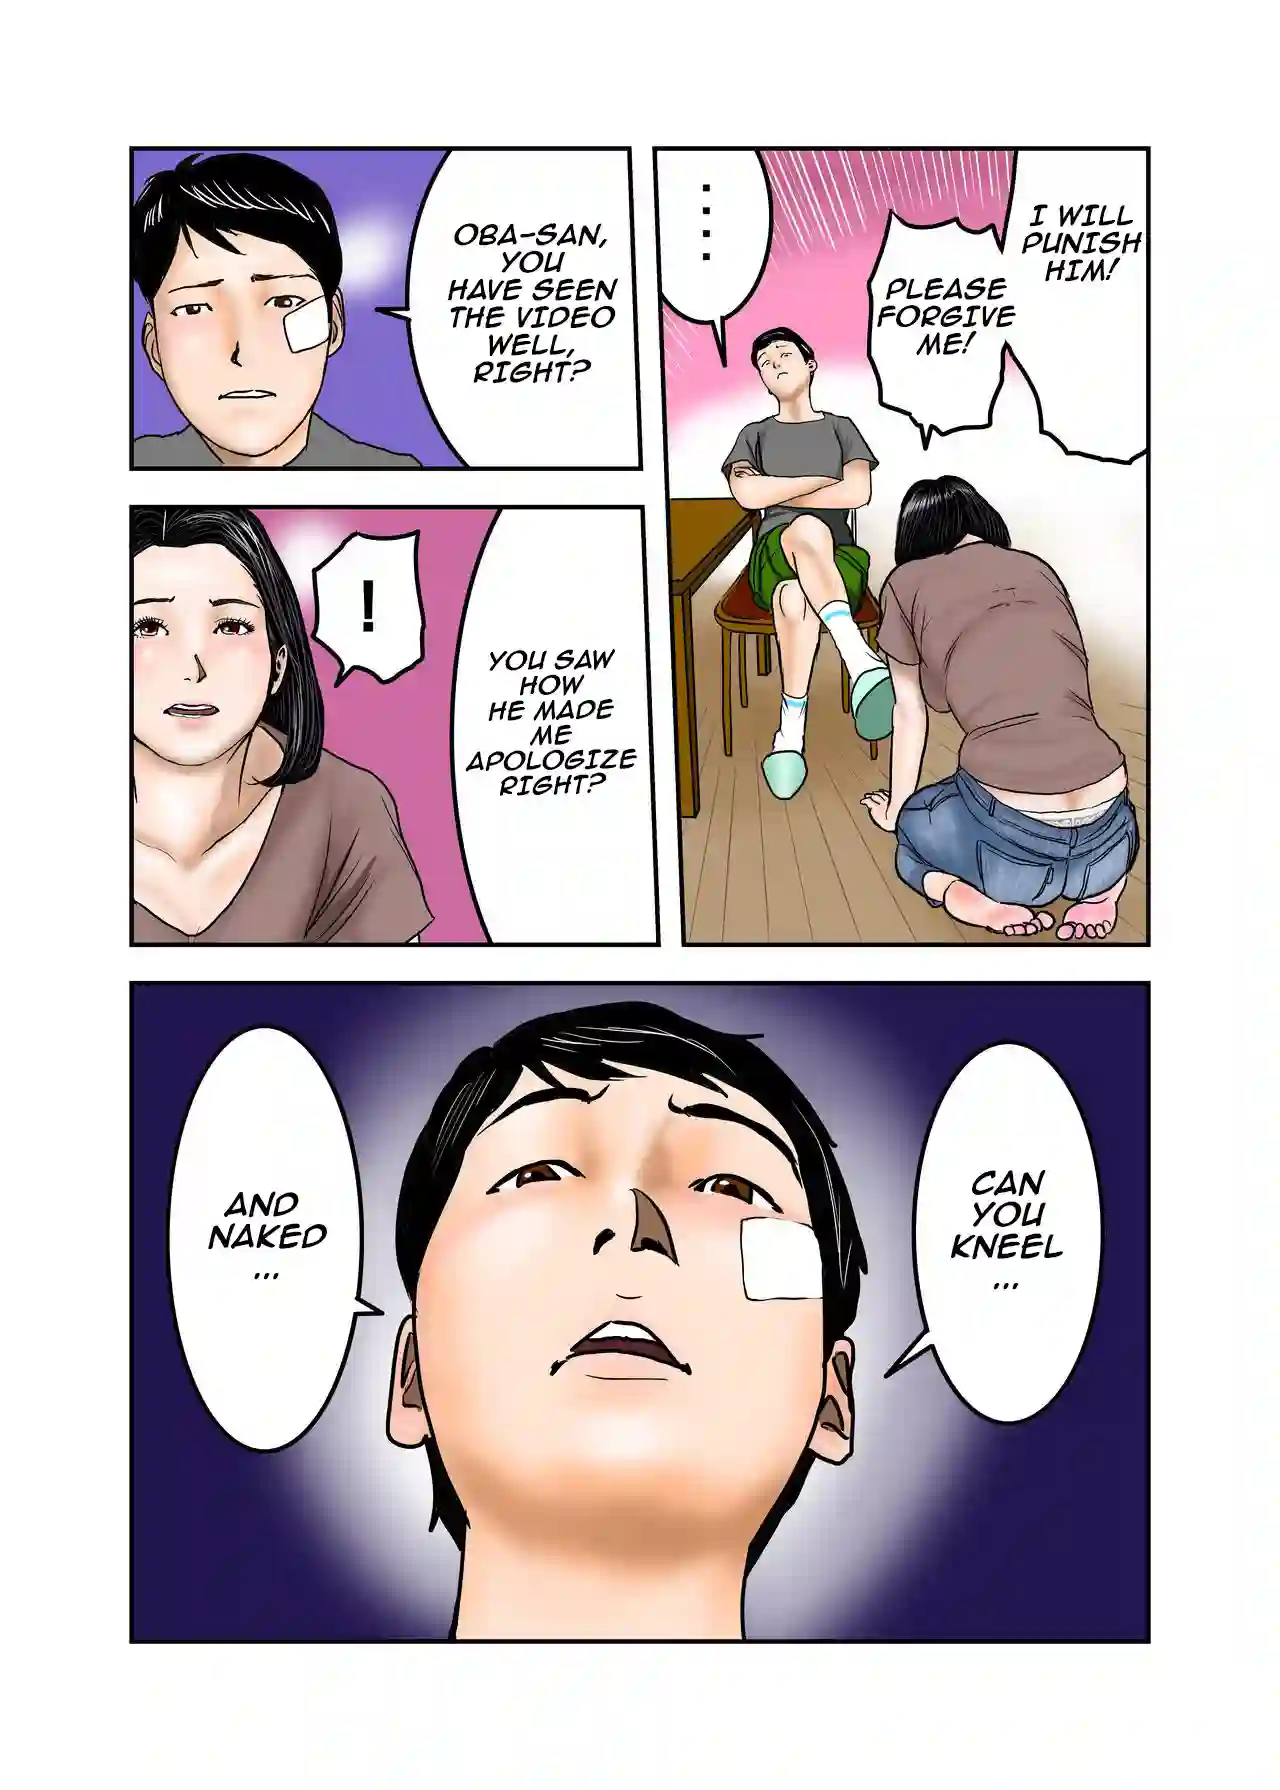 I WILL
PUNISH
HIM!
PLEASE
FORGIVE
ME!
....
OBA-SAN,
YOU
HAVE SEEN
THE VIDEO
WELL,
RIGHT?
YOU SAW
HOW
HE MADE
ME
APOLOGIZE
RIGHT?
!
CAN
YOU
KNEEL
...
AND
NAKED
...